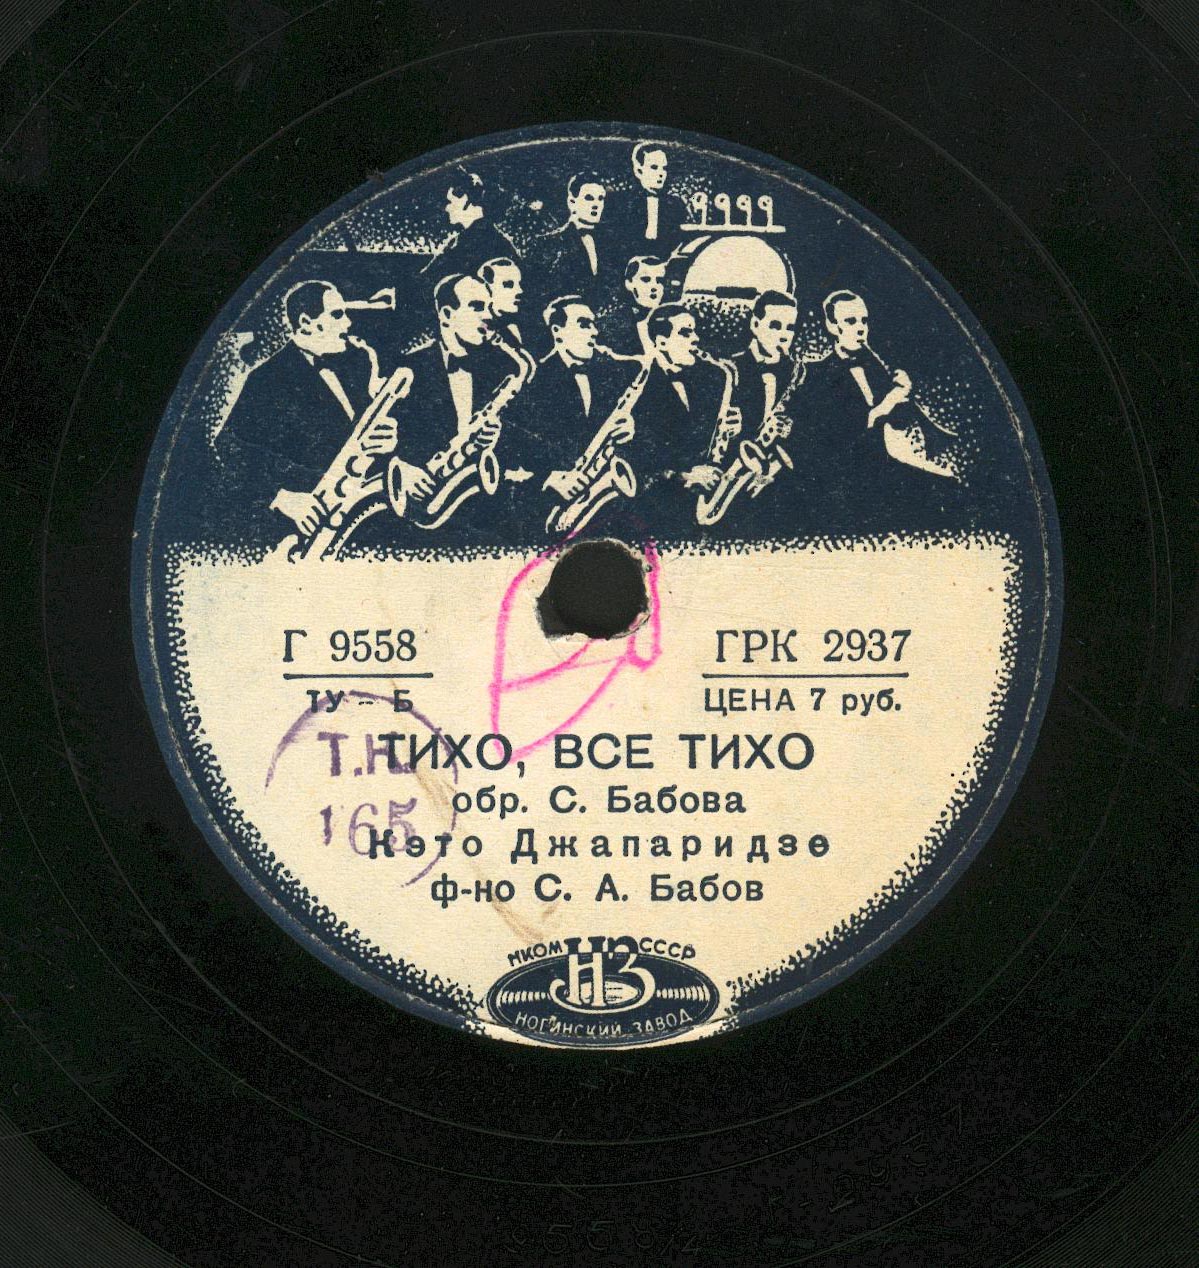 Г 9558
ГРК 2937
ТУ - Б
ЦЕНА 7 руб.
ТИХО, ВСЕ ТИХО
обр. С. Бабова
Кэто Джапаридзе
ф-но С. А. Бабов
165
НКОМ НЗ СССР
НОГИНСКИЙ ЗАВОД